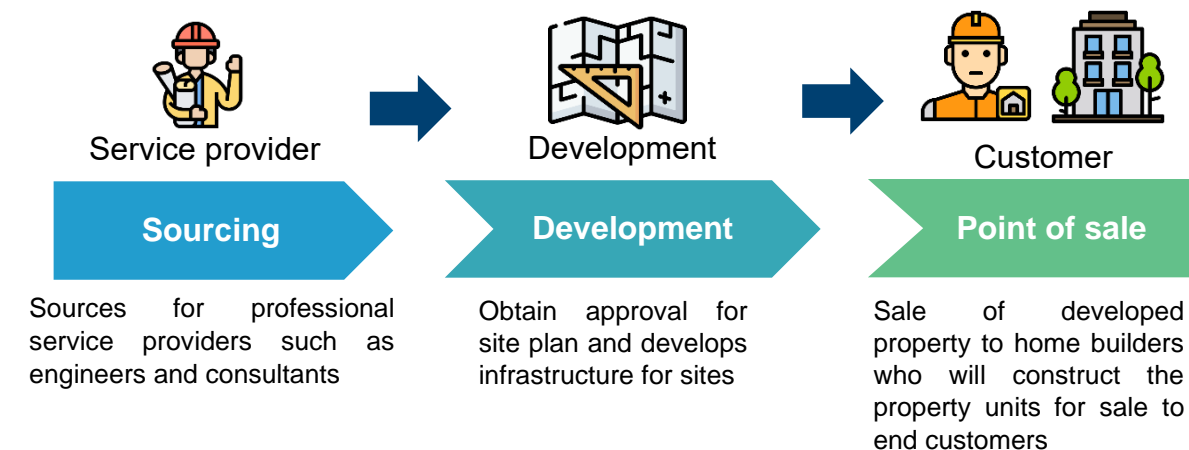 Service provider
Development
Customer
Sourcing
Development
Point of sale
Sources for professional
service providers such as
engineers and consultants
Obtain approval for
site plan and develops
infrastructure for sites
Sale of developed
property to home builders
who will construct the
property units for sale to
end customers